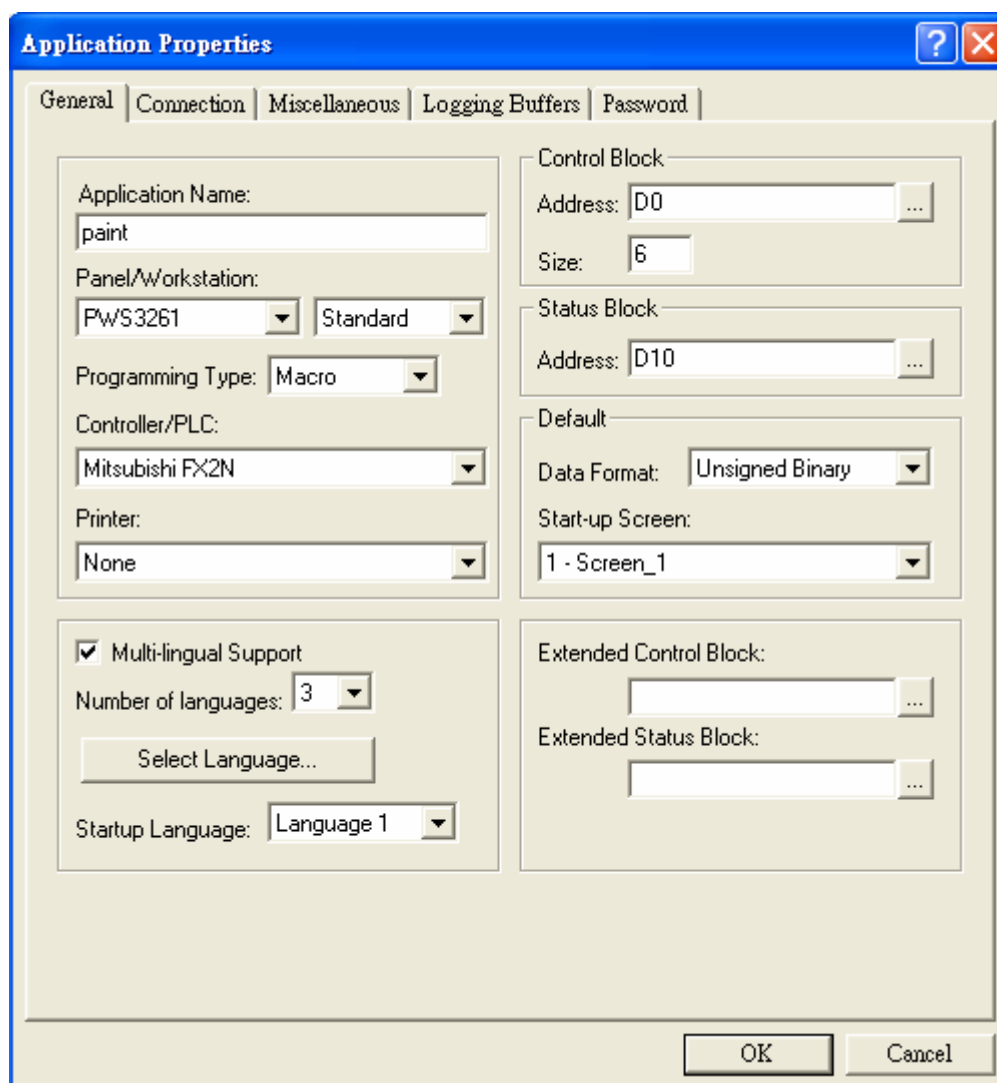 Application Properties
General Connection Miscellaneous Logging Buffers Password
Application Name:
paint
Panel/Workstation:
PWS3261 Standard
Programming Type: Macro
Controller/PLC:
Mitsubishi FX2N
Printer:
None
Control Block
Address: D0 ...
Size: 6
Status Block
Address: D10 ...
Default
Data Format: Unsigned Binary
Start-up Screen:
1 - Screen_1
Multi-lingual Support
Number of languages: 3
Select Language...
Startup Language: Language 1
Extended Control Block:
...
Extended Status Block:
...
OK Cancel